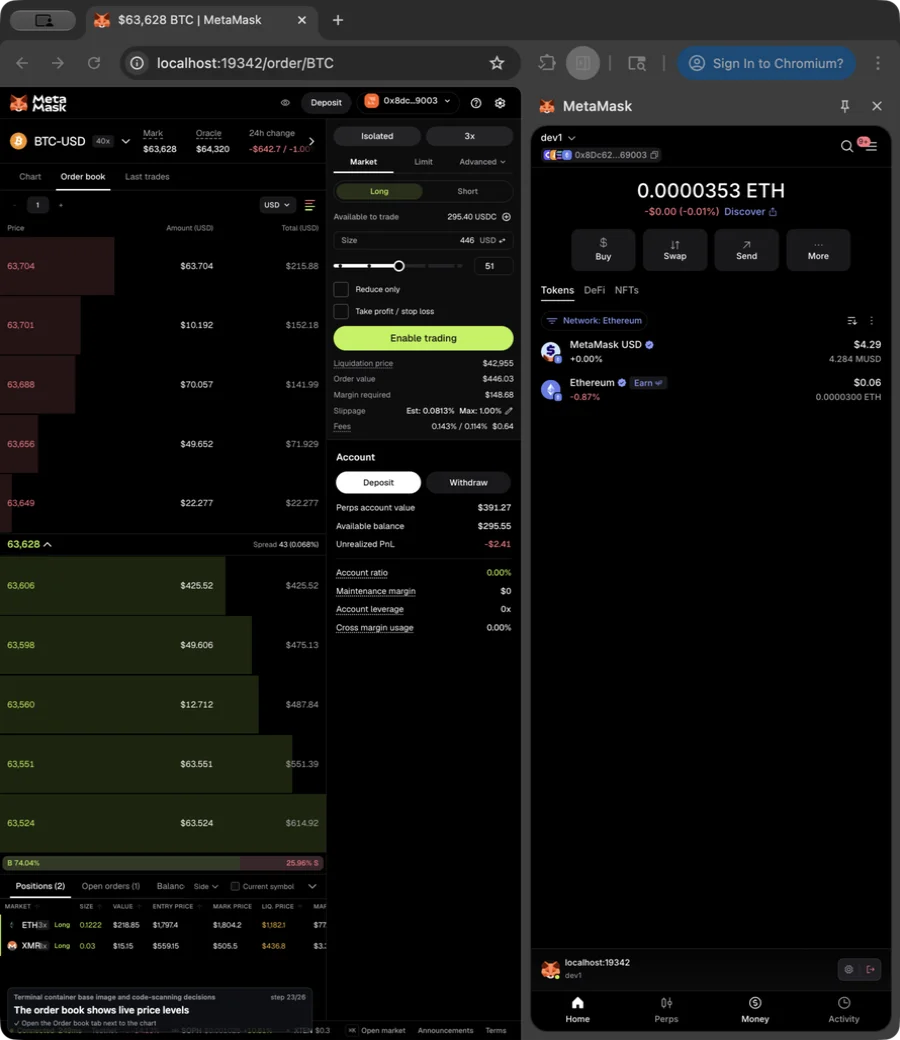 $63,628 BTC | MetaMask
localhost:19342/order/BTC
Sign In to Chromium?
Meta Mask
Deposit
0x8dc...9003
BTC-USD 40x
Mark $63,628
Oracle $64,320
24h change -$642.7 / -1.00
Chart Order book Last trades
1
USD
Price Amount (USD) Total (USD)
63,704 $63.704 $215.88
63,701 $10.192 $152.18
63,688 $70.057 $141.99
63,656 $49.652 $71.929
63,649 $22.277 $22.277
63,628 Spread 43 (0.068%)
63,606 $425.52 $425.52
63,598 $49.606 $475.13
63,560 $12.712 $487.84
63,551 $63.551 $551.39
63,524 $63.524 $614.92
B 74.04% 25.96% S
Isolated 3x
Market Limit Advanced
Long Short
Available to trade 295.40 USDC
Size 446 USD
51
Reduce only
Take profit / stop loss
Enable trading
Liquidation price $42,955
Order value $446.03
Margin required $148.68
Slippage Est: 0.0813% Max: 1.00%
Fees 0.143% / 0.114% $0.64
Account
Deposit Withdraw
Perps account value $391.27
Available balance $295.55
Unrealized PnL -$2.41
Account ratio 0.00%
Maintenance margin $0
Account leverage 0x
Cross margin usage 0.00%
Positions (2) Open orders (1) Balanc Side Current symbol
MARKET SIZE VALUE ENTRY PRICE MARK PRICE LIQ. PRICE MAR
ETH 3x Long 0.1222 $218.85 $1,797.4 $1,804.2 $1,182.1 $77
XMR Long 0.03 $15.15 $559.15 $505.5 $436.8 $3.
Terminal container base image and code-scanning decisions step 23/26
The order book shows live price levels
✓ Open the Order book tab next to the chart
XTEN $0.3 Open market Announcements Terms
MetaMask
dev1
0x8Dc62...69003
9+
0.0000353 ETH
-$0.00 (-0.01%) Discover
Buy Swap Send More
Tokens DeFi NFTs
Network: Ethereum
MetaMask USD $4.29
+0.00% 4.284 MUSD
Ethereum Earn $0.06
-0.87% 0.0000300 ETH
localhost:19342
dev1
Home Perps Money Activity